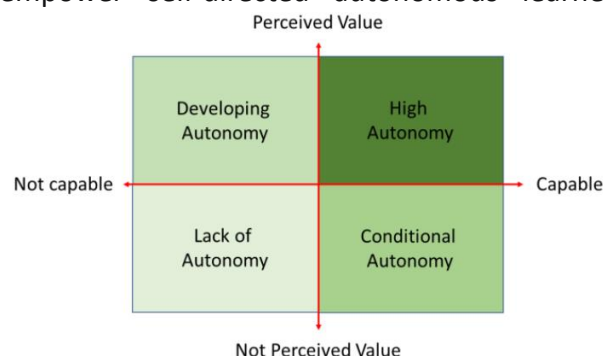 empower self-directed autonomous learne
Perceived Value
Developing
Autonomy
High
Autonomy
Not capable
Capable
Lack of
Autonomy
Conditional
Autonomy
Not Perceived Value